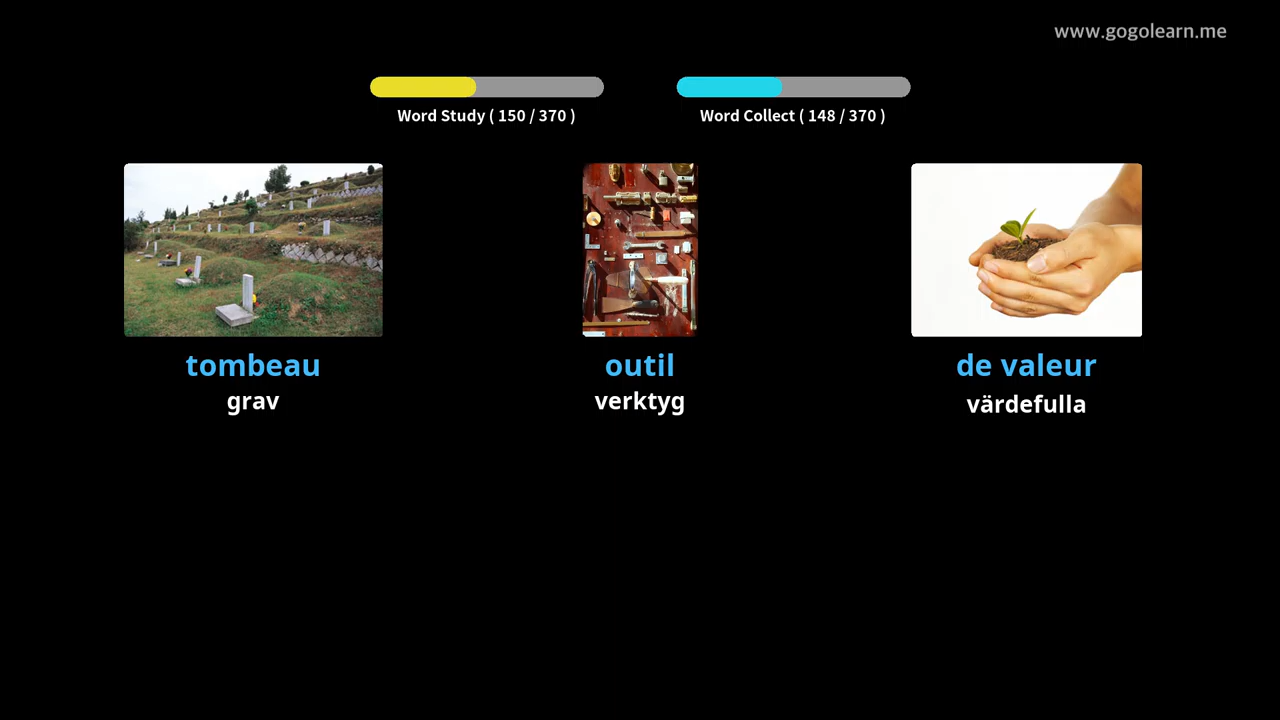 www.gogolearn.me
Word Study ( 150 / 370 )
Word Collect ( 148 / 370 )
tombeau
grav
outil
verktyg
de valeur
värdefulla